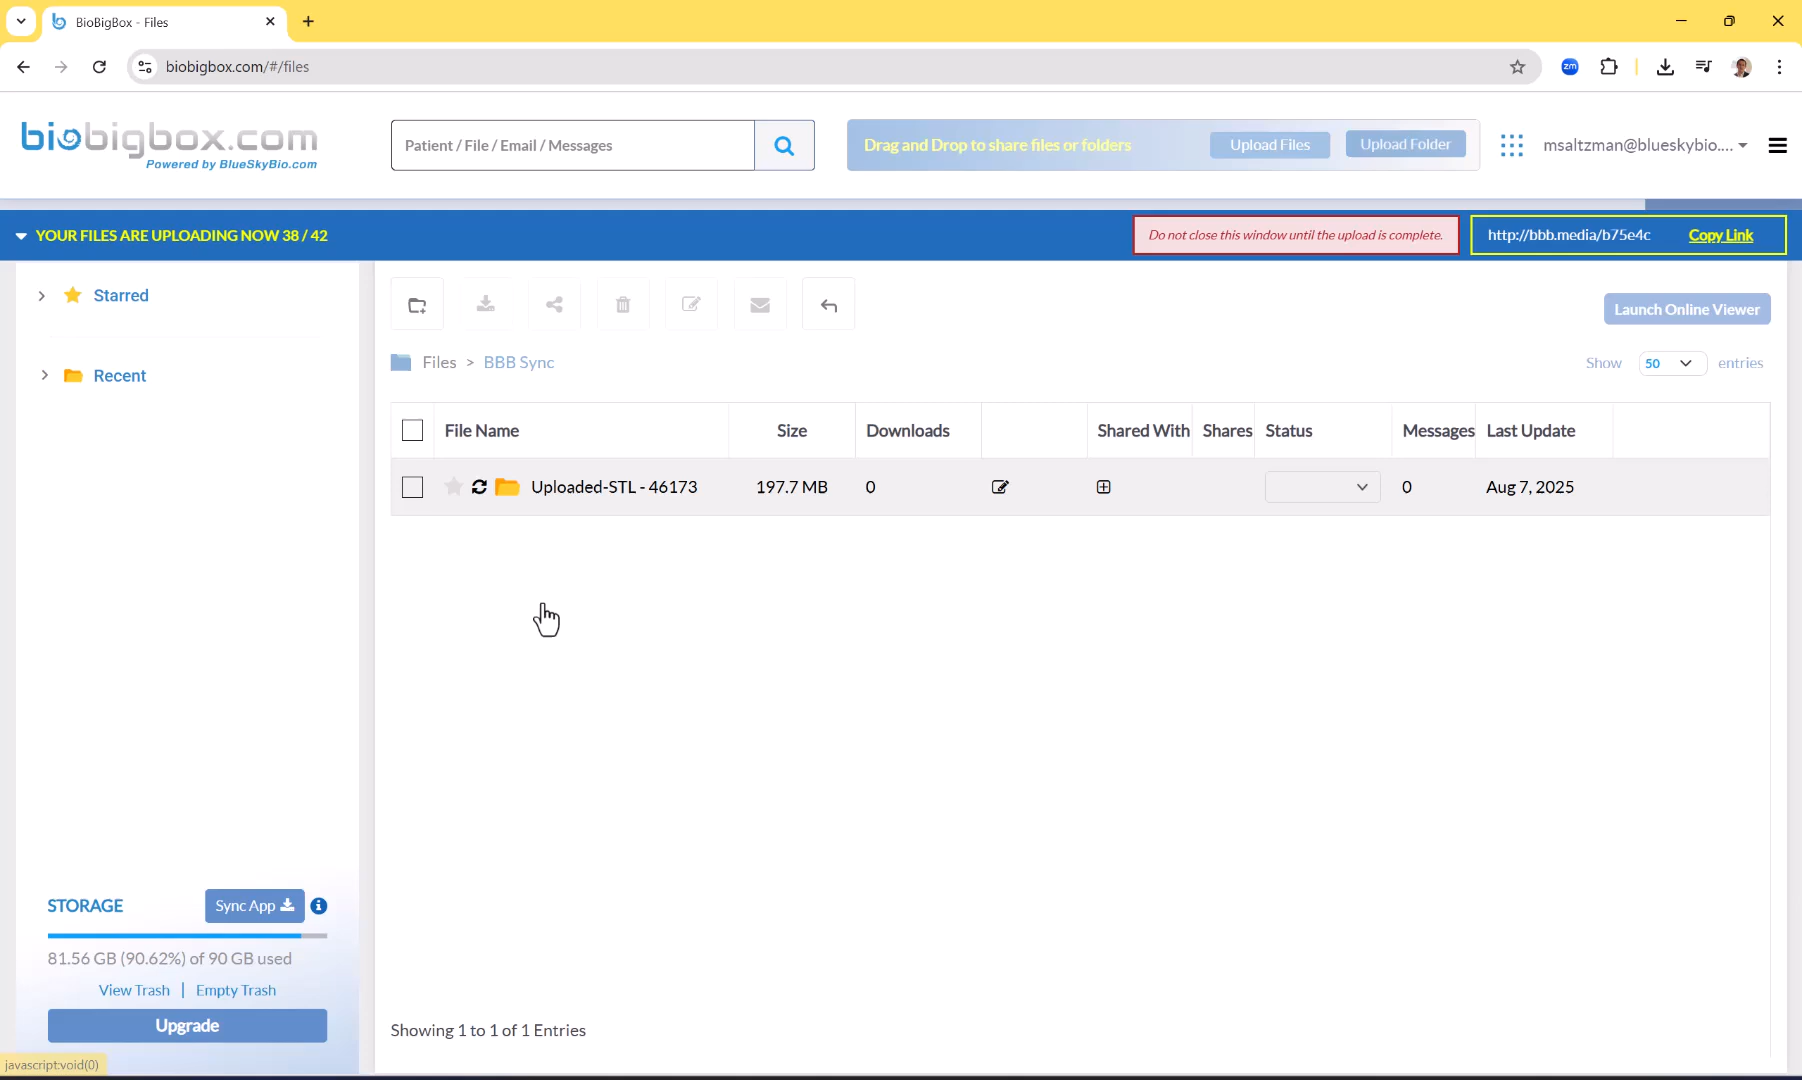 BioBigBox - Files
biobigbox.com/#/files
zm
biobigbox.com
Powered by BlueSkyBio.com
Patient / File / Email / Messages
Drag and Drop to share files or folders
Upload Files
Upload Folder
msaltzman@blueskybio....
YOUR FILES ARE UPLOADING NOW 38 / 42
Do not close this window until the upload is complete.
http://bbb.media/b75e4c Copy Link
Starred
Recent
Launch Online Viewer
Files > BBB Sync
Show 50 entries
File Name Size Downloads Shared With Shares Status Messages Last Update
Uploaded-STL - 46173 197.7 MB 0 0 Aug 7, 2025
STORAGE
Sync App
81.56 GB (90.62%) of 90 GB used
View Trash | Empty Trash
Upgrade
Showing 1 to 1 of 1 Entries
javascript:void(0)